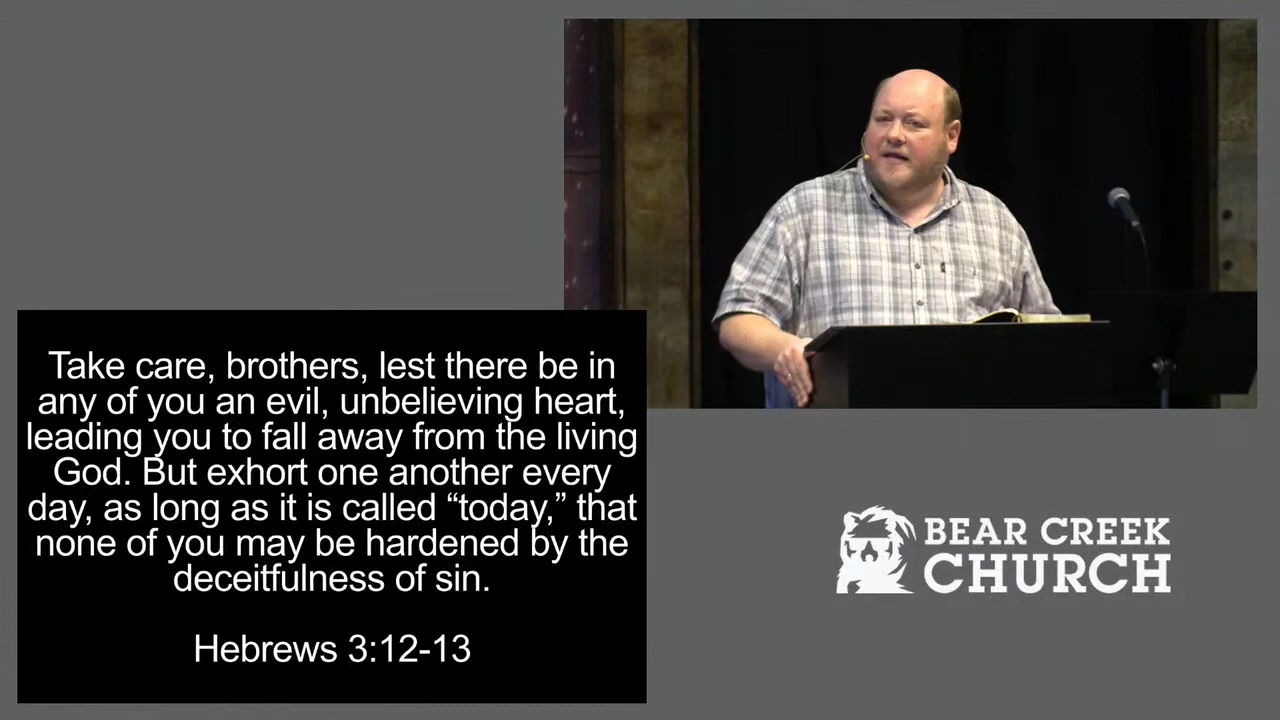 Take care, brothers, lest there be in
any of you an evil, unbelieving heart,
leading you to fall away from the living
God. But exhort one another every
day, as long as it is called “today,” that
none of you may be hardened by the
deceitfulness of sin.
Hebrews 3:12-13
BEAR CREEK
CHURCH